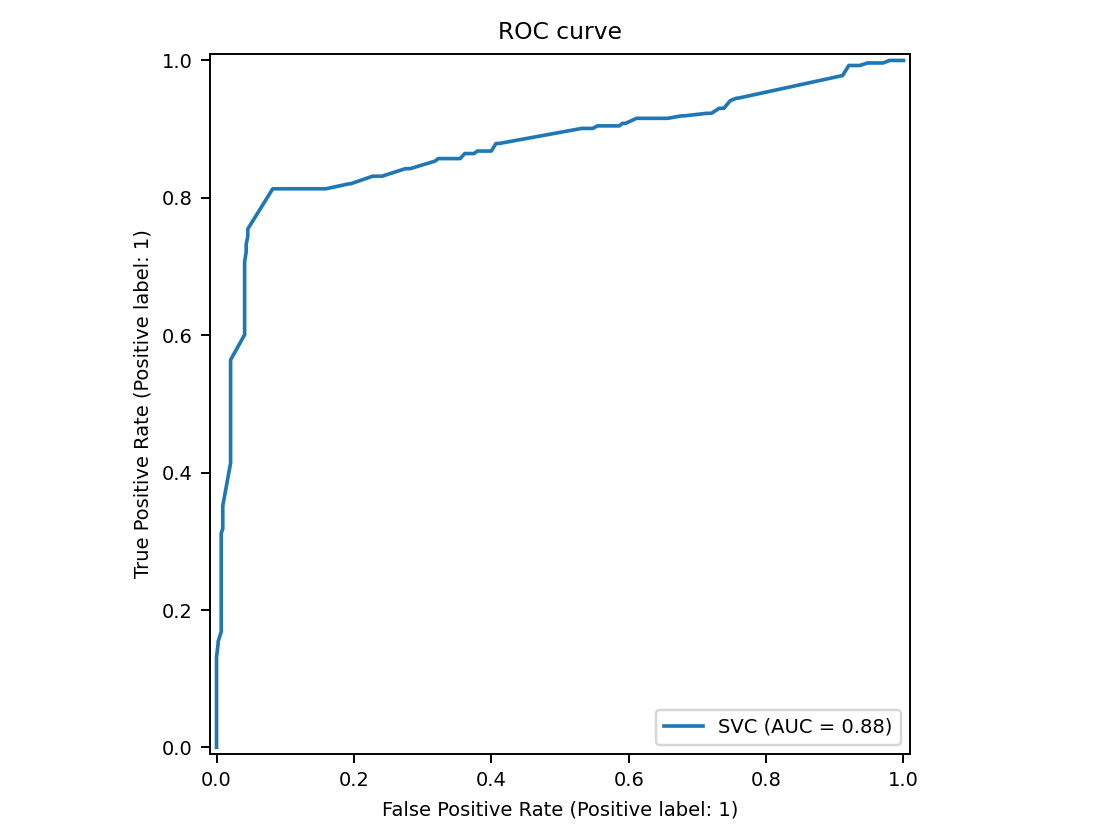 ROC curve
1.0
0.8
0.6
0.4
0.2
0.0
True Positive Rate (Positive label: 1)
SVC (AUC = 0.88)
0.0 0.2 0.4 0.6 0.8 1.0
False Positive Rate (Positive label: 1)